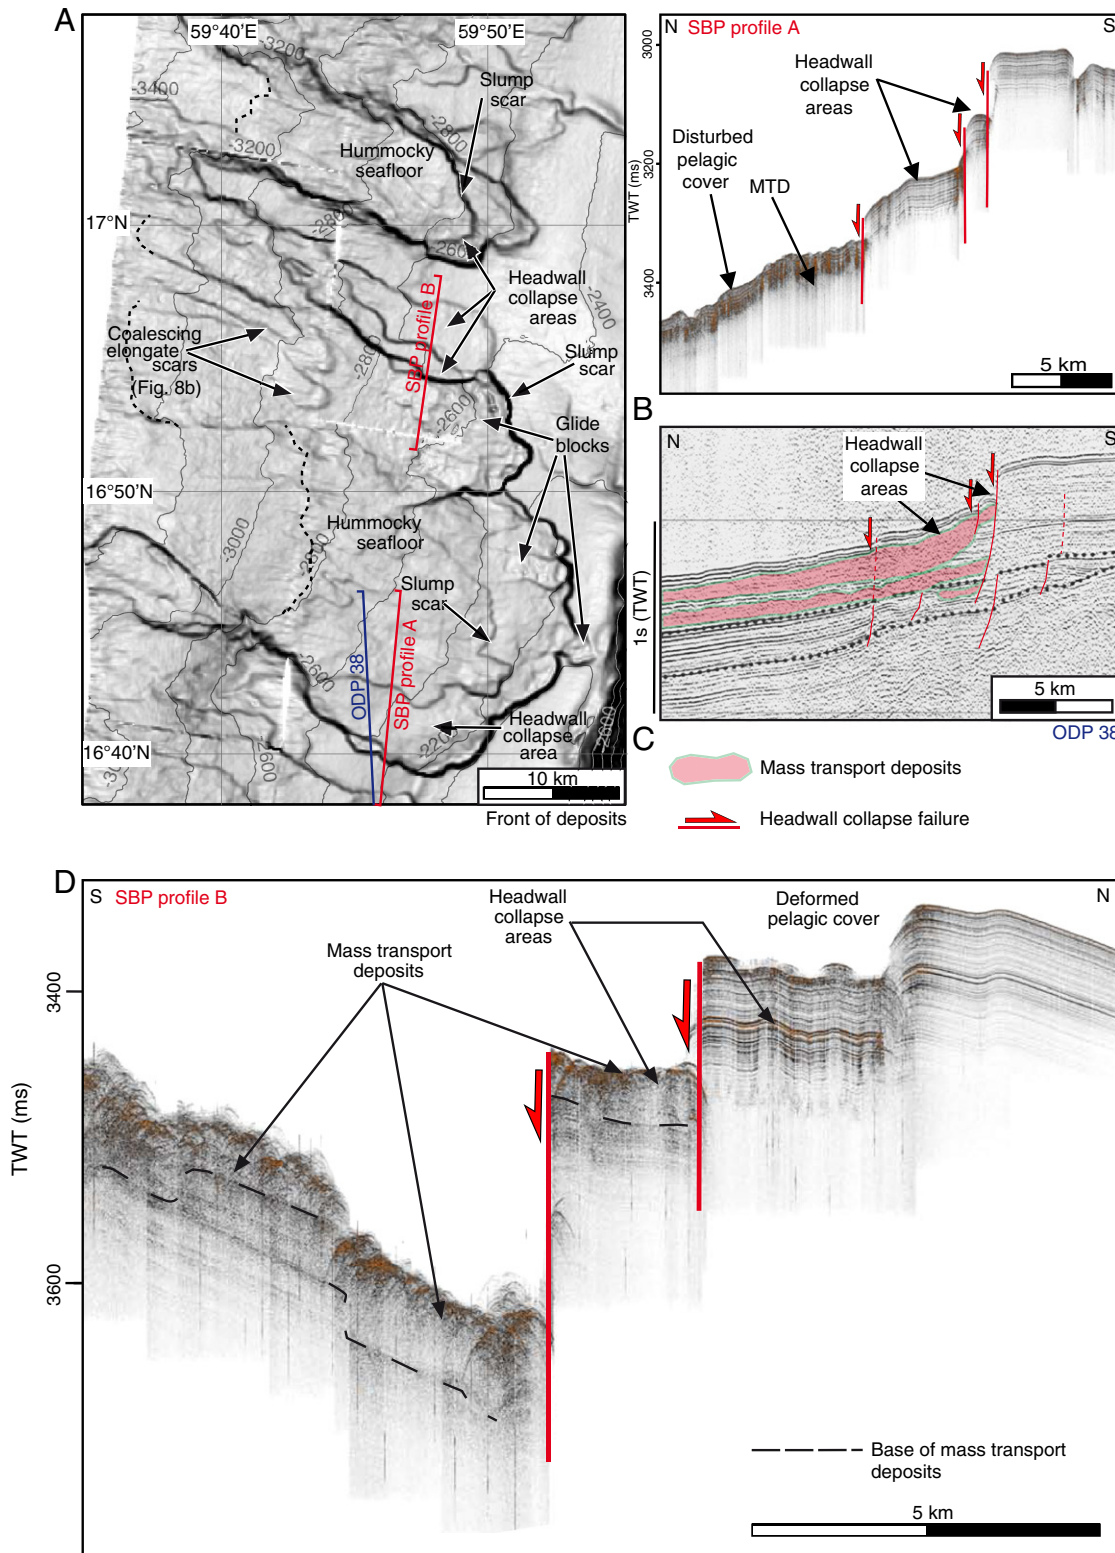 A
59°40'E
59°50'E
-3200
-3400
-3200
-2800
Slump
scar
Hummocky
seafloor
17°N
-2800
-2600
Headwall
collapse
areas
-2400
SBP profile B
Coalescing
elongate
scars
(Fig. 8b)
-2800
-2600
Slump
scar
Glide
blocks
16°50'N
Hummocky
seafloor
-3000
-2800
Slump
scar
ODP 38
SBP profile A
-2600
Headwall
collapse
area
-2200
-2600
16°40'N
-3000
-2600
10 km
Front of deposits
N SBP profile A S
3000
3200
3400
TWT (ms)
Headwall
collapse
areas
Disturbed
pelagic
cover
MTD
5 km
B
N
S
Headwall
collapse
areas
1s (TWT)
5 km
ODP 38
C
Mass transport deposits
Headwall collapse failure
D
S SBP profile B
Headwall
collapse
areas
Deformed
pelagic cover
N
Mass transport
deposits
3400
TWT (ms)
3600
Base of mass transport
deposits
5 km